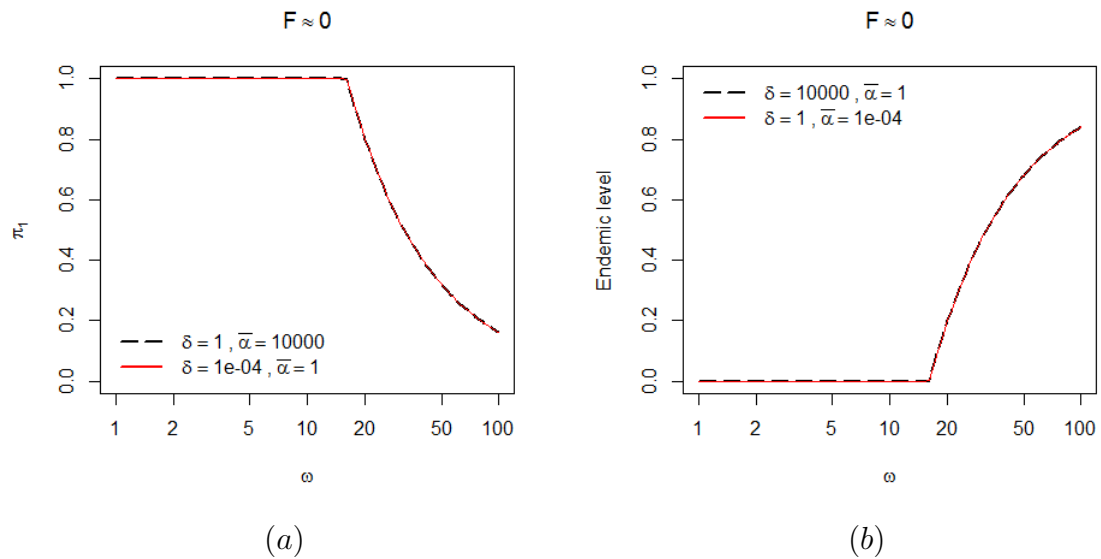 F ≈ 0
π₁
1.0
0.8
0.6
0.4
0.2
0.0
δ = 1 , α̅ = 10000
δ = 1e-04 , α̅ = 1
1 2 5 10 20 50 100
ω
(a)
F ≈ 0
Endemic level
1.0
0.8
0.6
0.4
0.2
0.0
δ = 10000 , α̅ = 1
δ = 1 , α̅ = 1e-04
1 2 5 10 20 50 100
ω
(b)